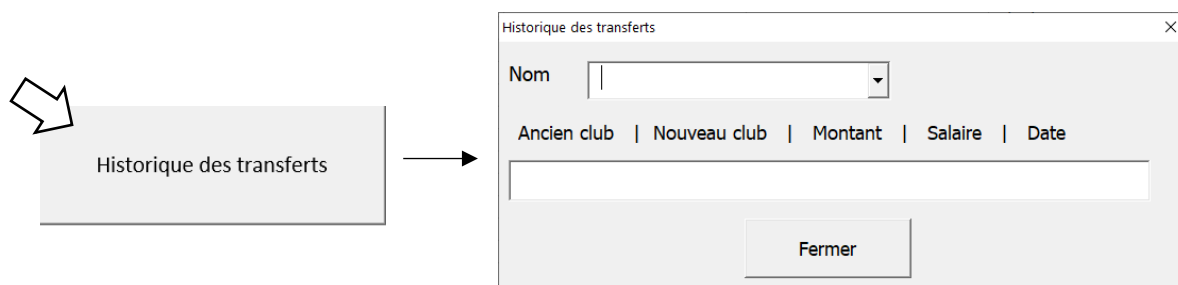 Historique des transferts
Historique des transferts
Nom
Ancien club | Nouveau club | Montant | Salaire | Date
Fermer